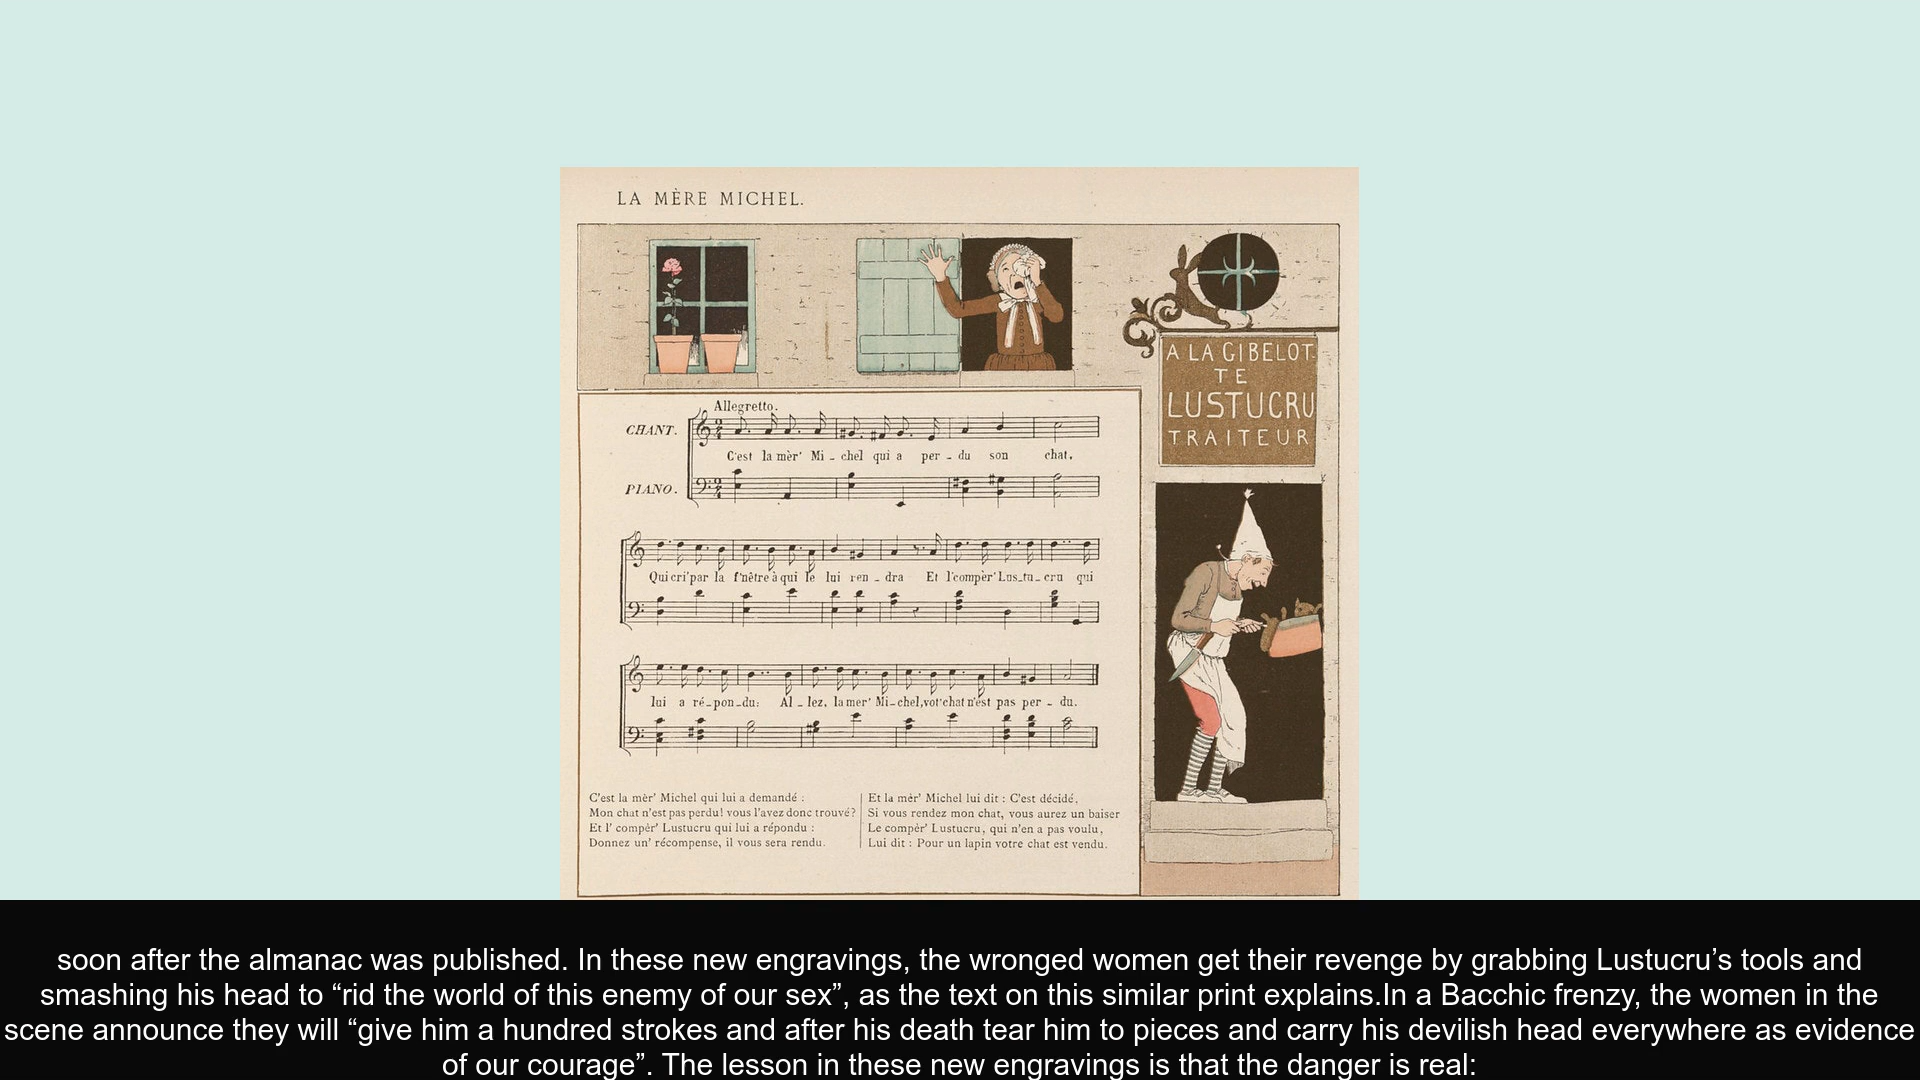 LA MÈRE MICHEL.
A LA GIBELOT
TE
LUSTUCRU
TRAITEUR
Allegretto.
CHANT.
C'est la mèr' Mi - chel qui a per - du son chat.
PIANO.
Qui cri' par la f'nêtre à qui le lui ren - dra Et l'compèr' Lus-tu-cru qui
lui a ré-pon-du: Al - lez, la mer' Mi-chel, vot' chat n'est pas per - du.
C'est la mèr' Michel qui lui a demandé :
Mon chat n'est pas perdu! vous l'avez donc trouvé?
Et l' compèr' Lustucru qui lui a répondu :
Donnez un' récompense, il vous sera rendu.
Et la mèr' Michel lui dit : C'est décidé,
Si vous rendez mon chat, vous aurez un baiser
Le compèr' Lustucru, qui n'en a pas voulu,
Lui dit : Pour un lapin votre chat est vendu.
soon after the almanac was published. In these new engravings, the wronged women get their revenge by grabbing Lustucru’s tools and
smashing his head to “rid the world of this enemy of our sex”, as the text on this similar print explains.In a Bacchic frenzy, the women in the
scene announce they will “give him a hundred strokes and after his death tear him to pieces and carry his devilish head everywhere as evidence
of our courage”. The lesson in these new engravings is that the danger is real: